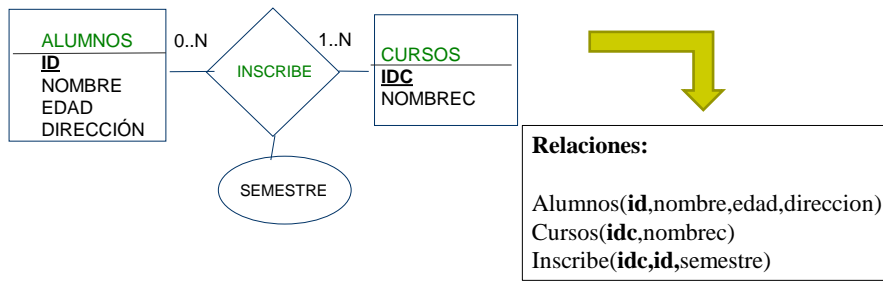 ALUMNOS
ID
NOMBRE
EDAD
DIRECCIÓN
0..N
INSCRIBE
1..N
CURSOS
IDC
NOMBREC
SEMESTRE
Relaciones:
Alumnos(id,nombre,edad,direccion)
Cursos(idc,nombrec)
Inscribe(idc,id,semestre)